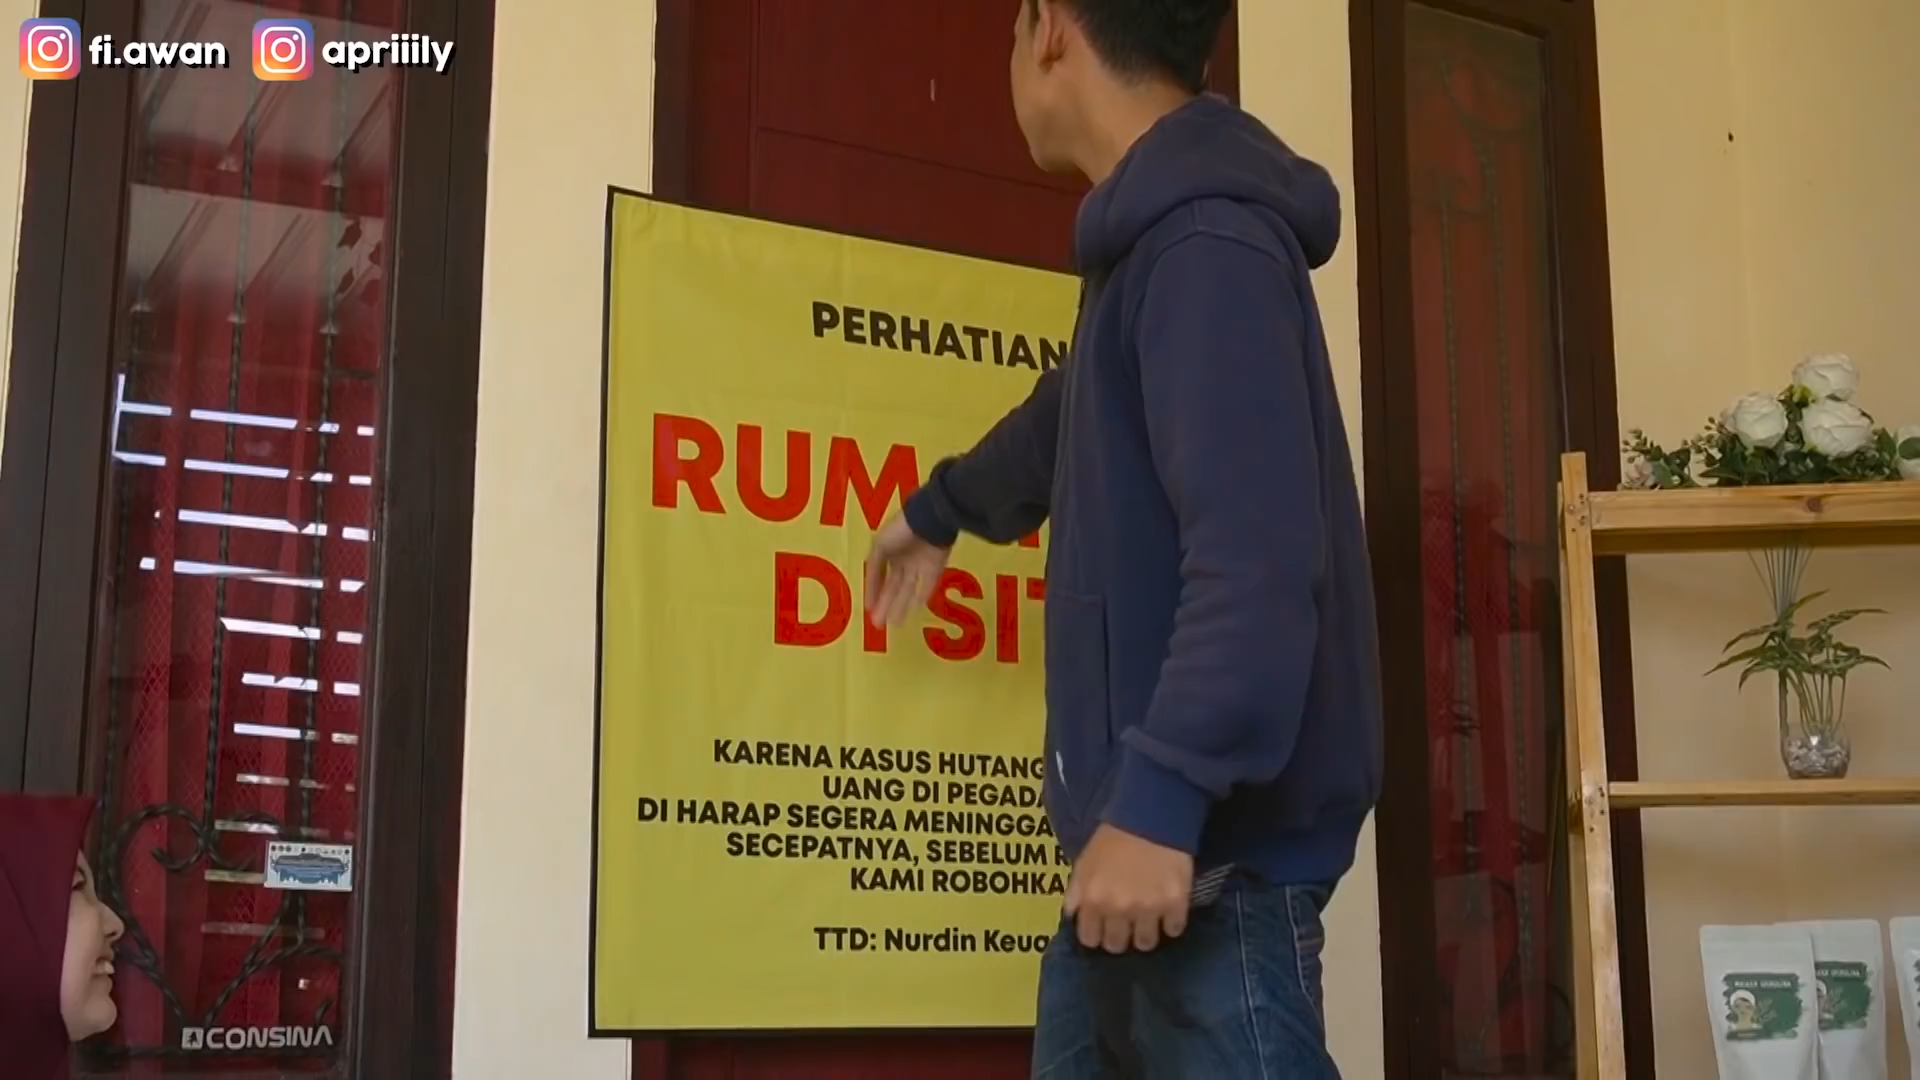 fi.awan apriiily
PERHATIAN
RUM
DI SIT
KARENA KASUS HUTANG
UANG DI PEGADA
DI HARAP SEGERA MENINGGA
SECEPATNYA, SEBELUM R
KAMI ROBOHKA
TTD: Nurdin Keua
CONSINA